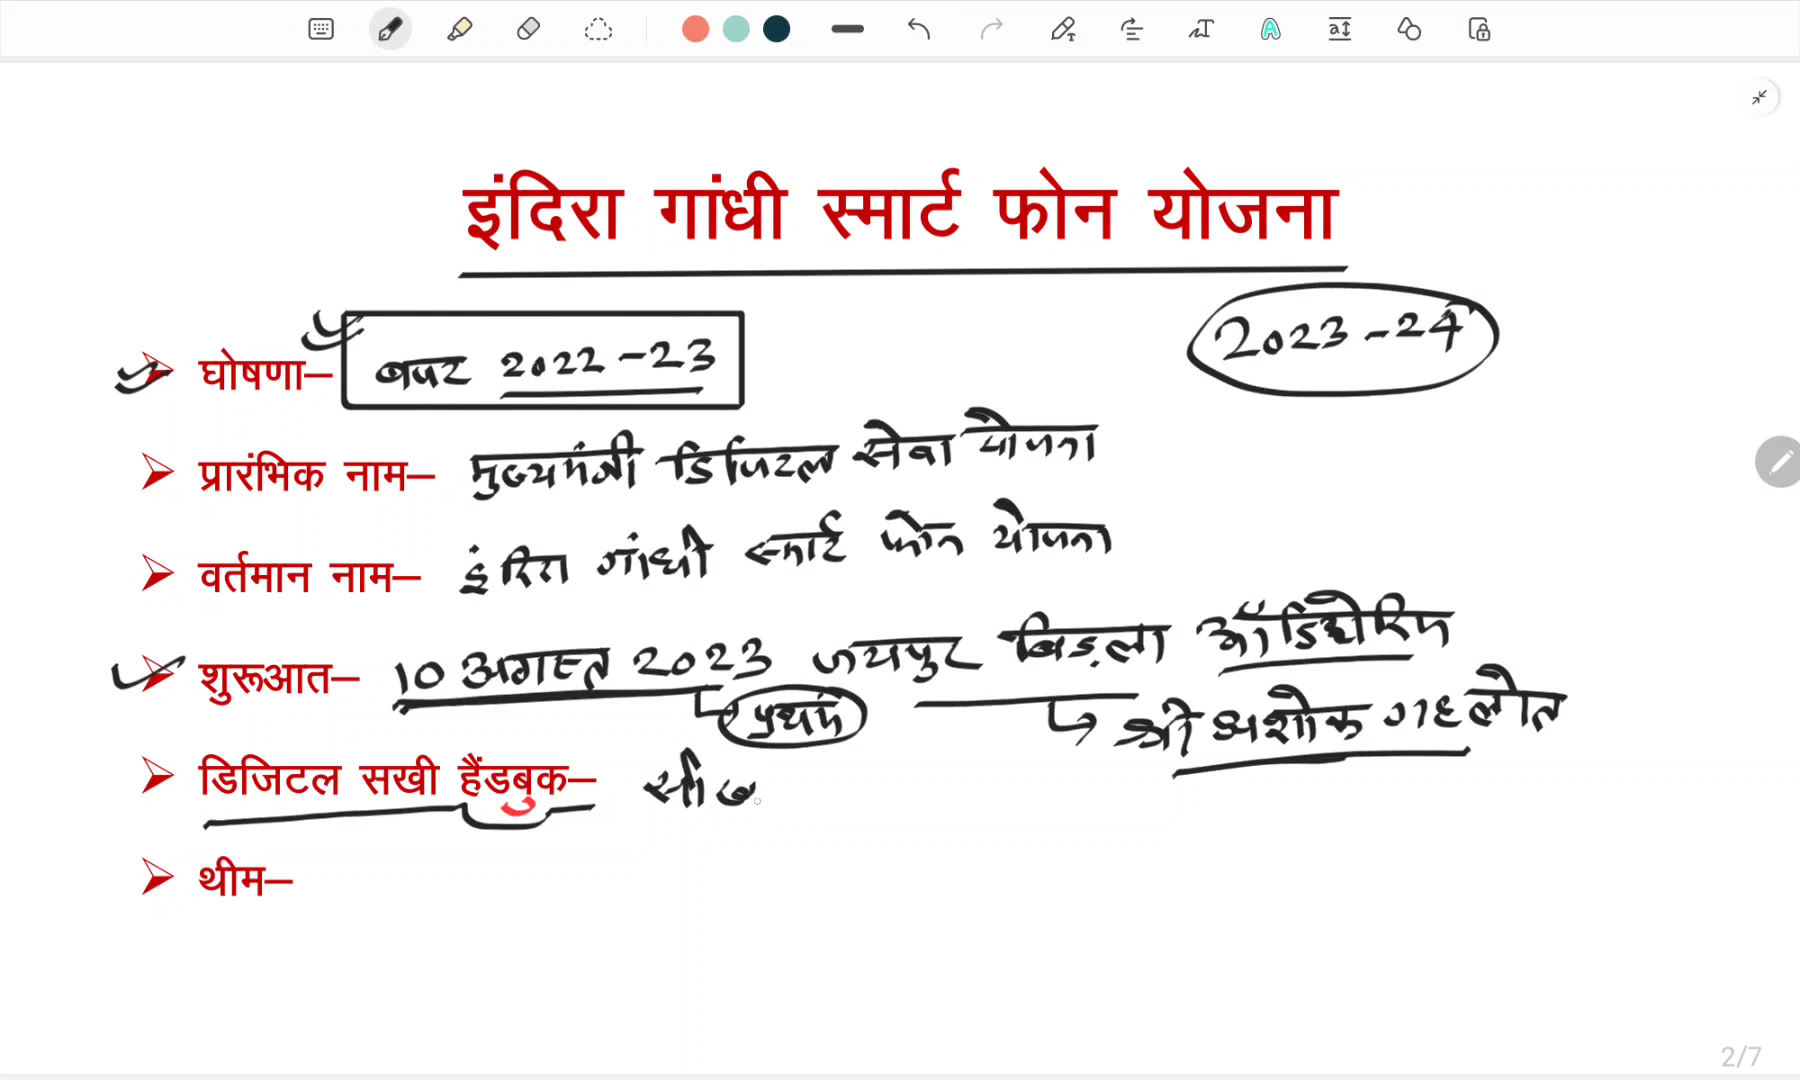 इंदिरा गांधी स्मार्ट फोन योजना
घोषणा– बजट 2022-23 2023-24
प्रारंभिक नाम– मुख्यमंत्री डिजिटल सेवा योजना
वर्तमान नाम– इंदिरा गांधी स्मार्ट फोन योजना
शुरूआत– 10 अगस्त 2023 जयपुर बिड़ला ऑडिटोरिम
प्रथम श्री अशोक गहलोत
डिजिटल सखी हैंडबुक–
थीम–
2/7